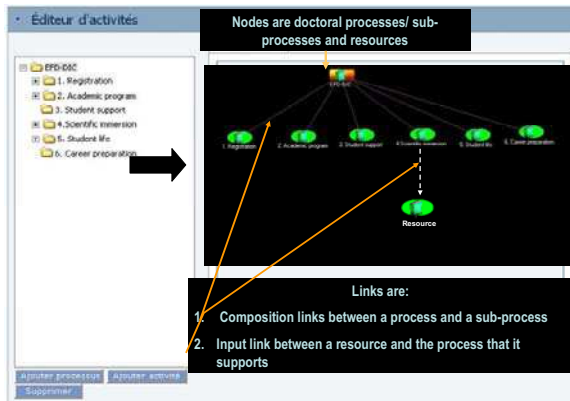 Éditeur d'activités
Nodes are doctoral processes/ sub-
processes and resources
EFD-DSC
1. Registration
2. Academic program
3. Student support
4.Scientific immersion
5. Student life
6. Career preparation
EFD-DSC
1. Registration
2. Academic program
3. Student support
4.Scientific immersion
5. Student life
6. Career preparation
Resource
Links are:
1. Composition links between a process and a sub-process
2. Input link between a resource and the process that it
supports
Ajouter processus
Ajouter activité
Supprimer